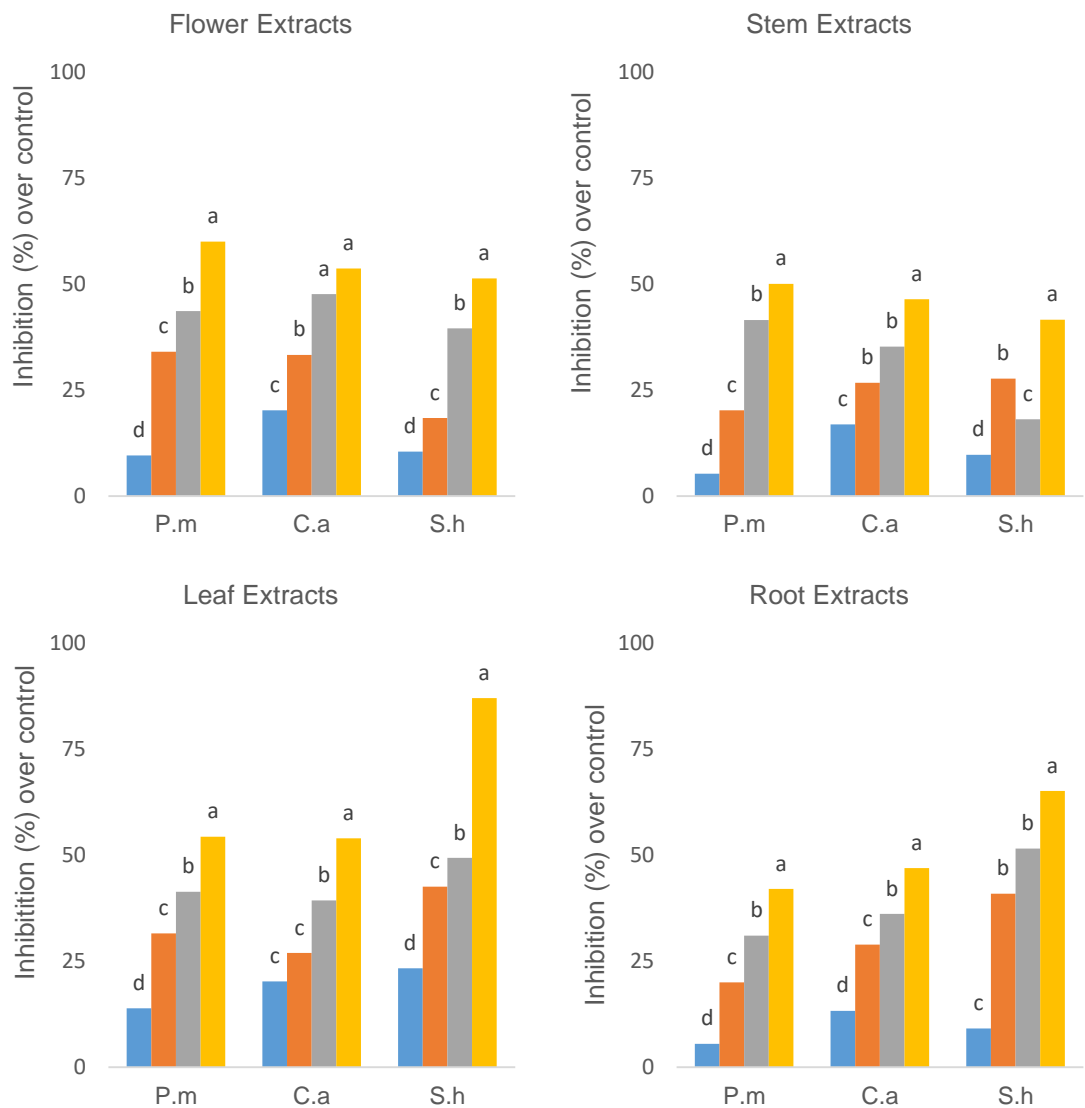 Flower Extracts
Inhibition (%) over control
100
75
50
25
0
d c b a
c b a a
d c b a
P.m C.a S.h
Stem Extracts
Inhibition (%) over control
100
75
50
25
0
d c b a
c b b a
d b c a
P.m C.a S.h
Leaf Extracts
Inhibitition (%) over control
100
75
50
25
0
d c b a
c c b a
d c b a
P.m C.a S.h
Root Extracts
Inhibition (%) over control
100
75
50
25
0
d c b a
d c b a
c b b a
P.m C.a S.h